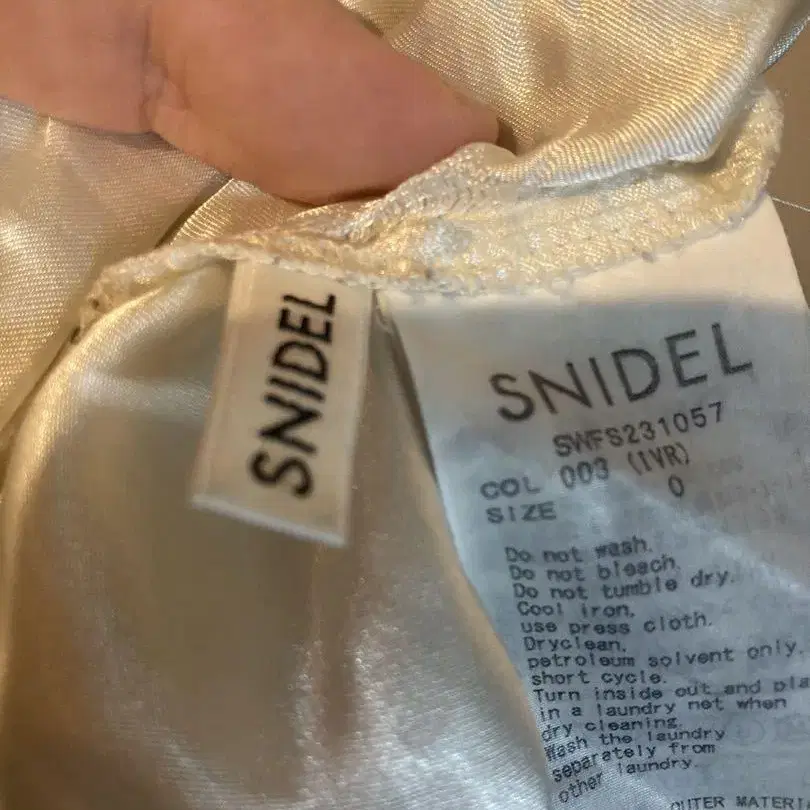 SNIDEL
SNIDEL
SWFS231057
COL 003 (IVR)
SIZE 0
Do not wash.
Do not bleach.
Do not tumble dry.
Cool iron,
use press cloth.
Dryclean,
petroleum solvent only.
short cycle.
Turn inside out and pla
in a laundry net when
dry cleaning.
Wash the laundry
separately from
other laundry.
OUTER MATERI